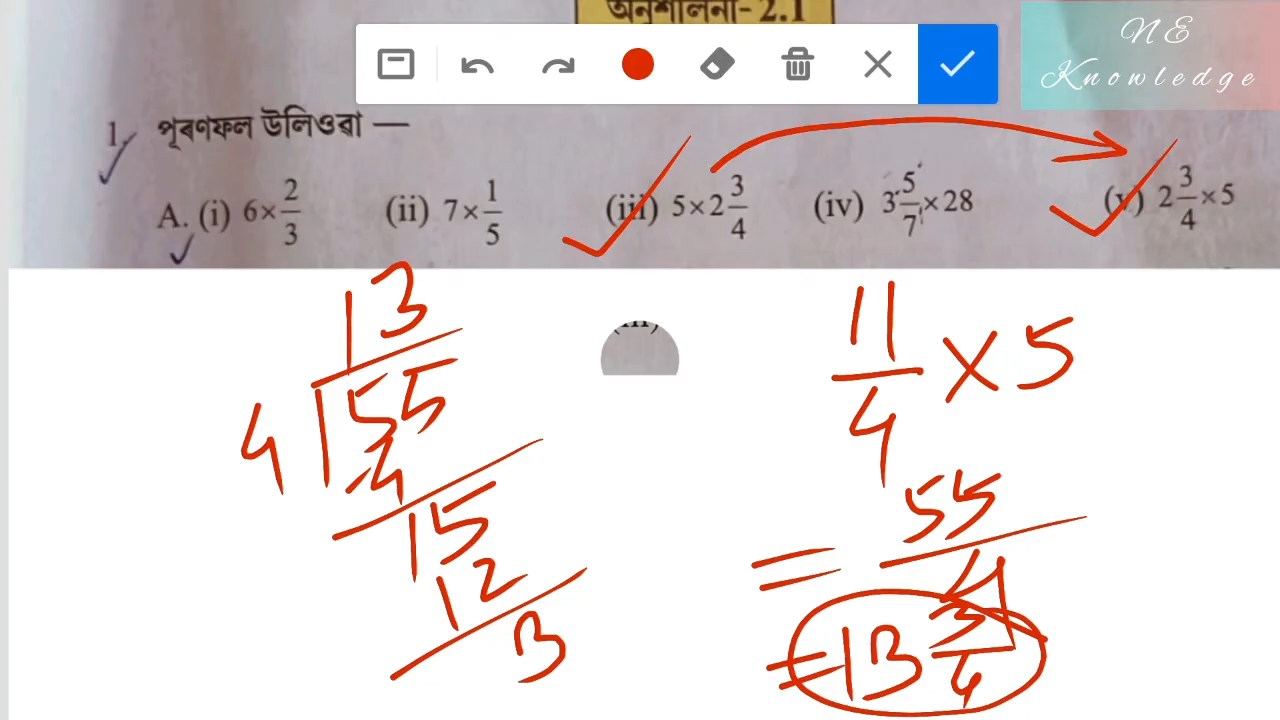 অনুশীলনী- 2.1
NE
Knowledge
1. পূৰণফল উলিওৱা —
A. (i) 6×2/3 (ii) 7×1/5 (iii) 5×2 3/4 (iv) 3 5/7×28 (v) 2 3/4×5
(iii)
13
4 55
4
15
12
3
11/4 × 5
= 55/4
= 13 3/4